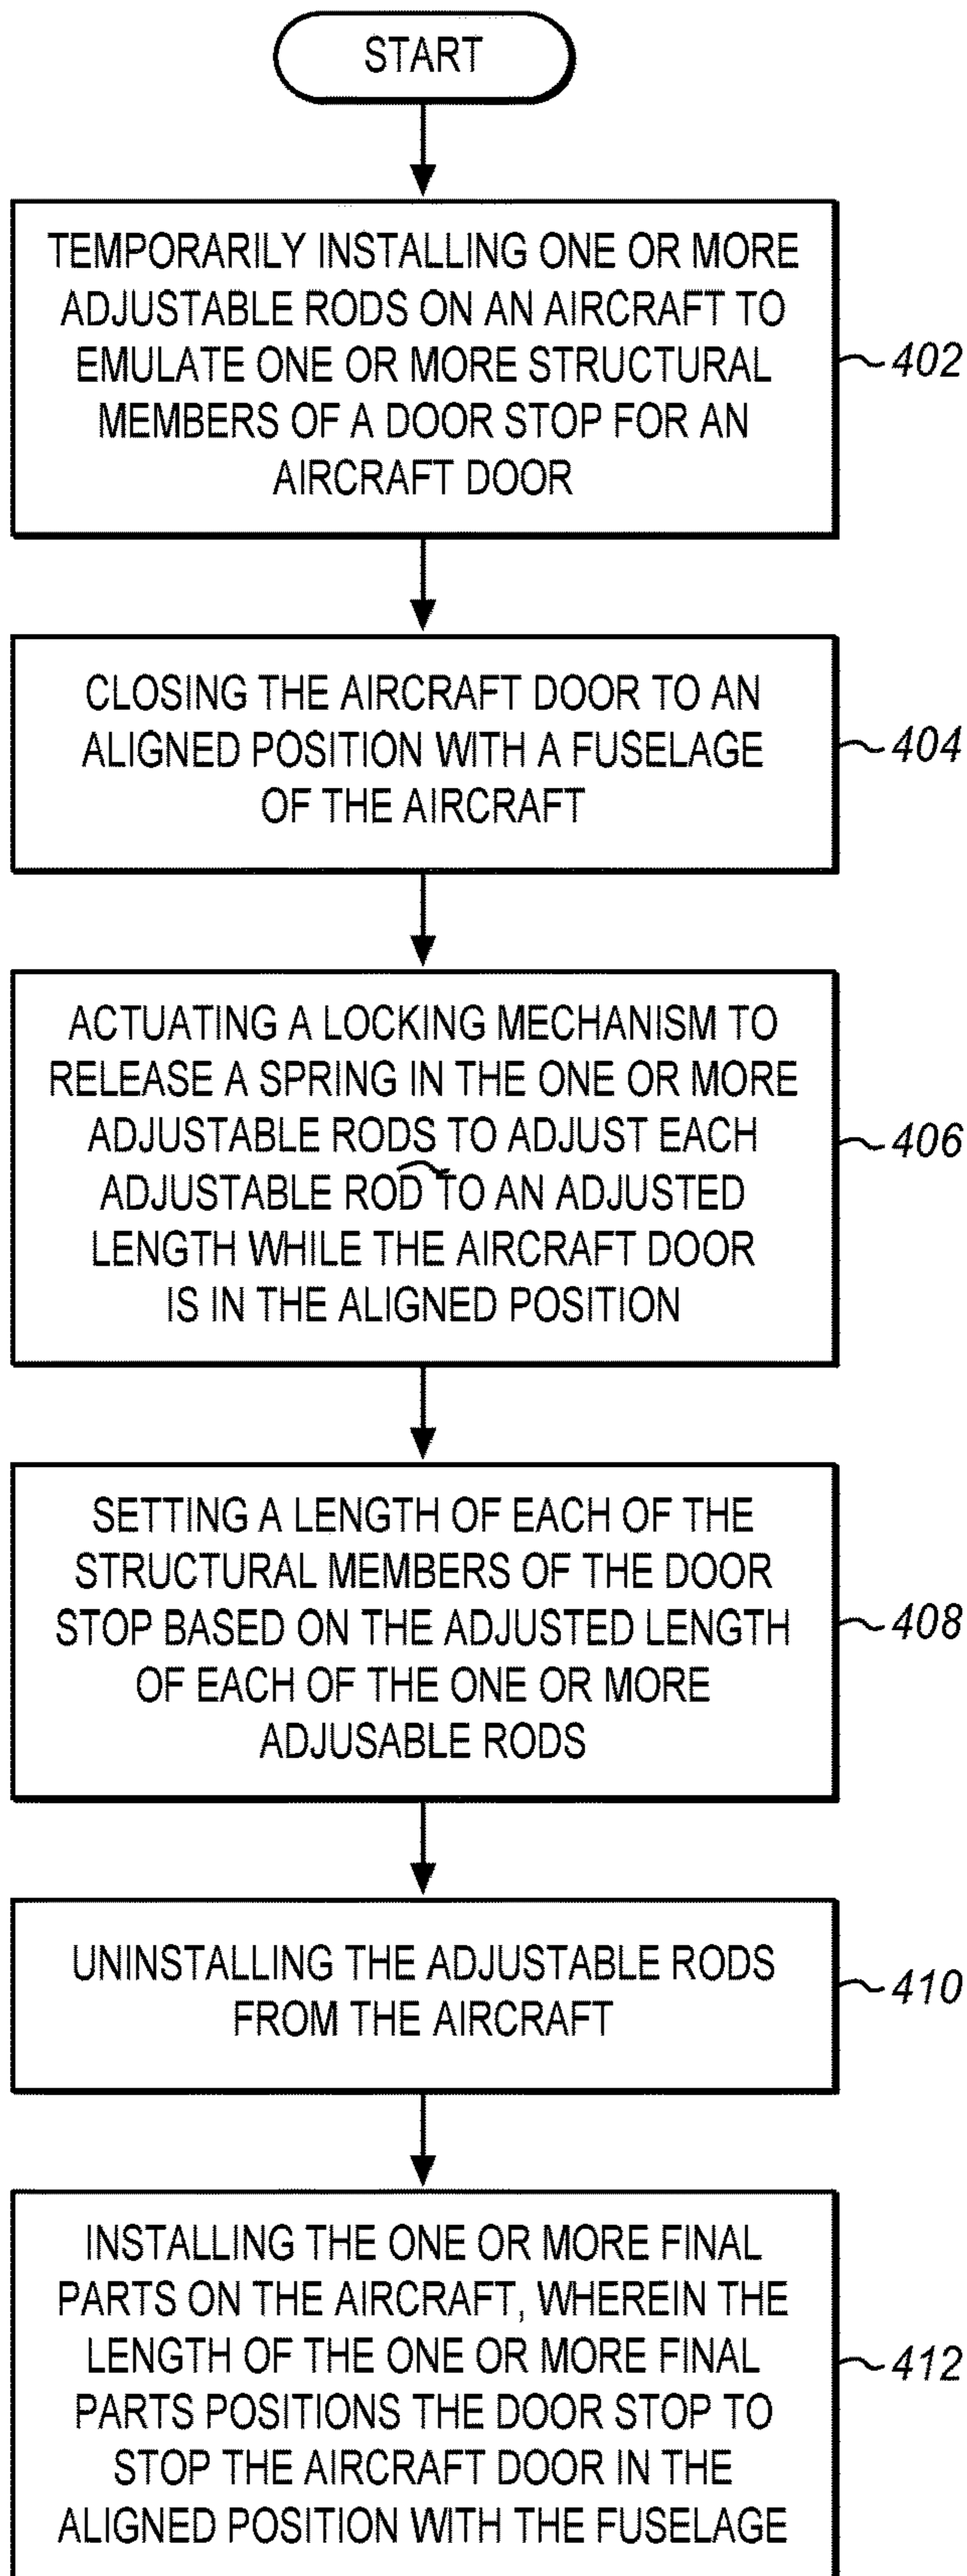 START
TEMPORARILY INSTALLING ONE OR MORE
ADJUSTABLE RODS ON AN AIRCRAFT TO
EMULATE ONE OR MORE STRUCTURAL
MEMBERS OF A DOOR STOP FOR AN
AIRCRAFT DOOR
402
CLOSING THE AIRCRAFT DOOR TO AN
ALIGNED POSITION WITH A FUSELAGE
OF THE AIRCRAFT
404
ACTUATING A LOCKING MECHANISM TO
RELEASE A SPRING IN THE ONE OR MORE
ADJUSTABLE RODS TO ADJUST EACH
ADJUSTABLE ROD TO AN ADJUSTED
LENGTH WHILE THE AIRCRAFT DOOR
IS IN THE ALIGNED POSITION
406
SETTING A LENGTH OF EACH OF THE
STRUCTURAL MEMBERS OF THE DOOR
STOP BASED ON THE ADJUSTED LENGTH
OF EACH OF THE ONE OR MORE
ADJUSABLE RODS
408
UNINSTALLING THE ADJUSTABLE RODS
FROM THE AIRCRAFT
410
INSTALLING THE ONE OR MORE FINAL
PARTS ON THE AIRCRAFT, WHEREIN THE
LENGTH OF THE ONE OR MORE FINAL
PARTS POSITIONS THE DOOR STOP TO
STOP THE AIRCRAFT DOOR IN THE
ALIGNED POSITION WITH THE FUSELAGE
412